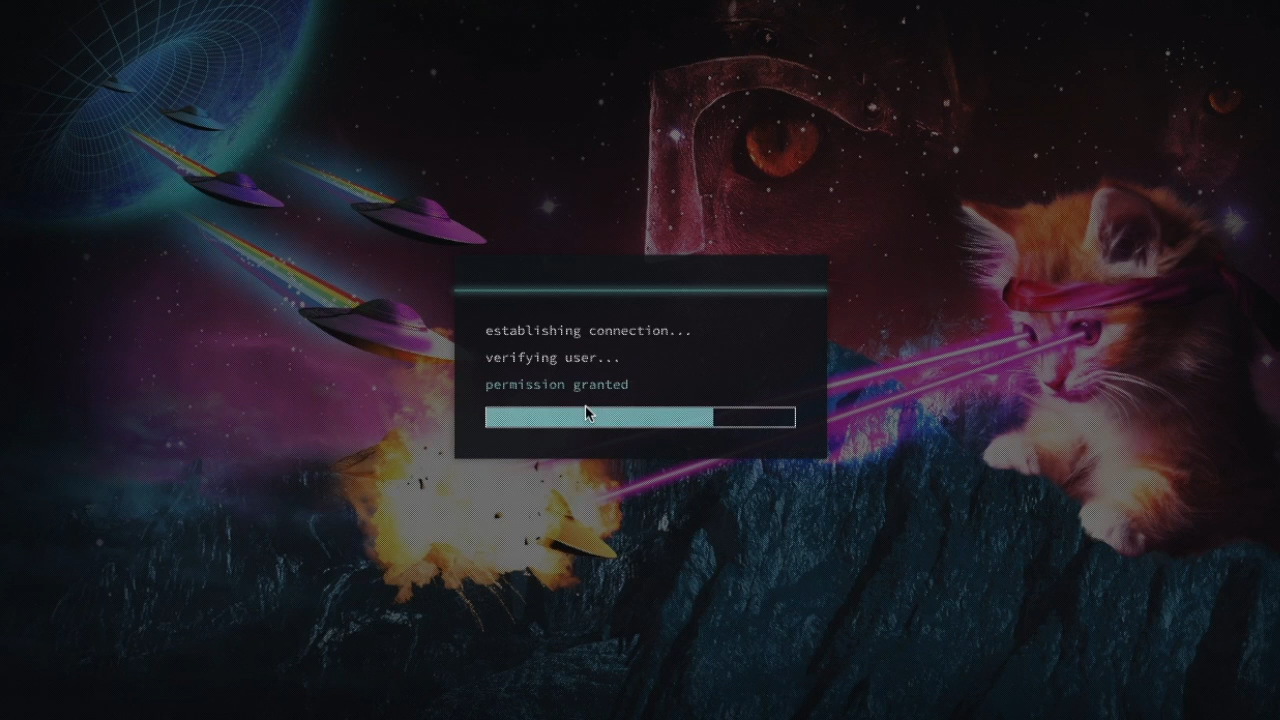 establishing connection...
verifying user...
permission granted